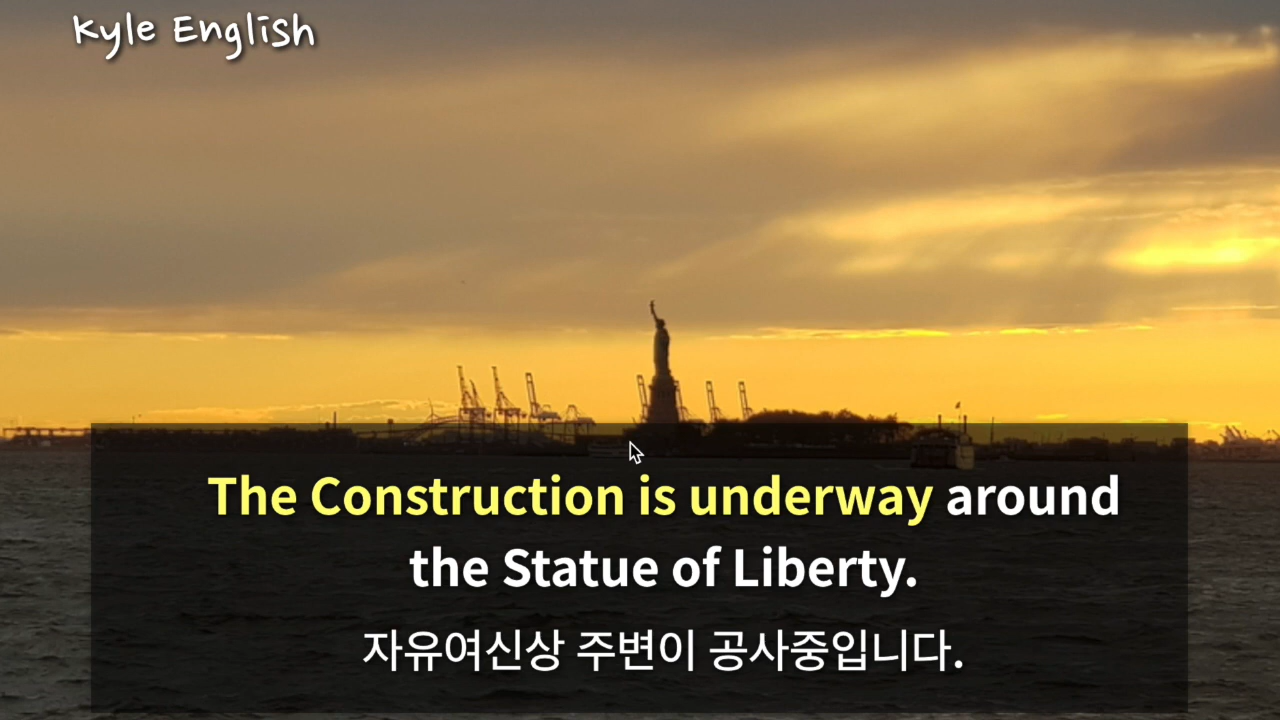 Kyle English
The Construction is underway around
the Statue of Liberty.
자유여신상 주변이 공사중입니다.